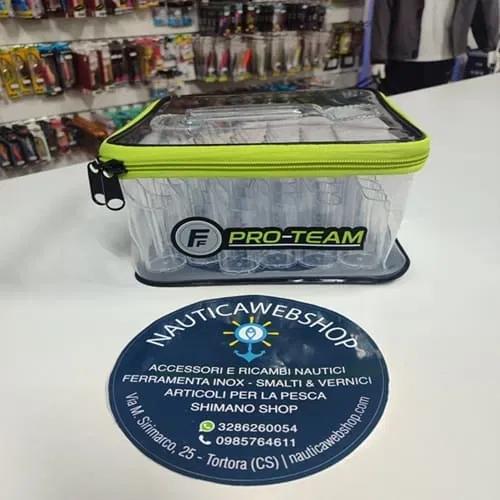 FF PRO-TEAM
NAUTICAWEBSHOP
ACCESSORI E RICAMBI NAUTICI
FERRAMENTA INOX - SMALTI & VERNICI
ARTICOLI PER LA PESCA
SHIMANO SHOP
3286260054
0985764611
Via M. Sirimarco, 25 - Tortora (CS) | nauticawebshop.com